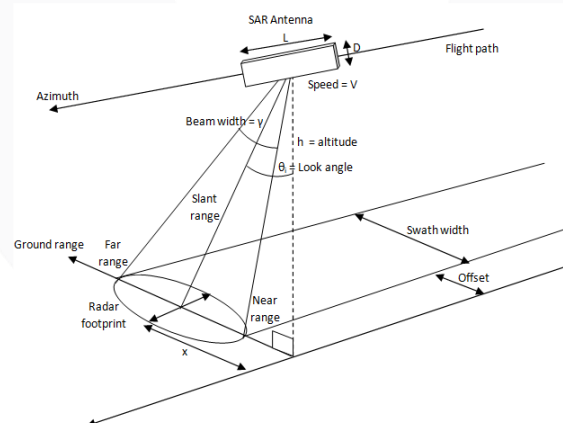 SAR Antenna
L
D
Flight path
Azimuth
Speed = V
Beam width = γ
h = altitude
θᵢ = Look angle
Slant
range
Swath width
Ground range
Far
range
Offset
Near
range
Radar
footprint
x